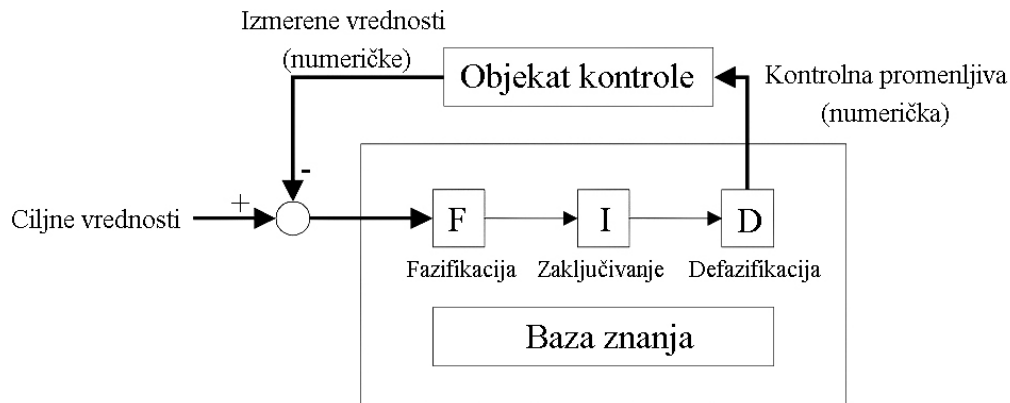 Izmerene vrednosti
(numeričke)
Objekat kontrole
Kontrolna promenljiva
(numerička)
-
+
Ciljne vrednosti
F
I
D
Fazifikacija
Zaključivanje
Defazifikacija
Baza znanja